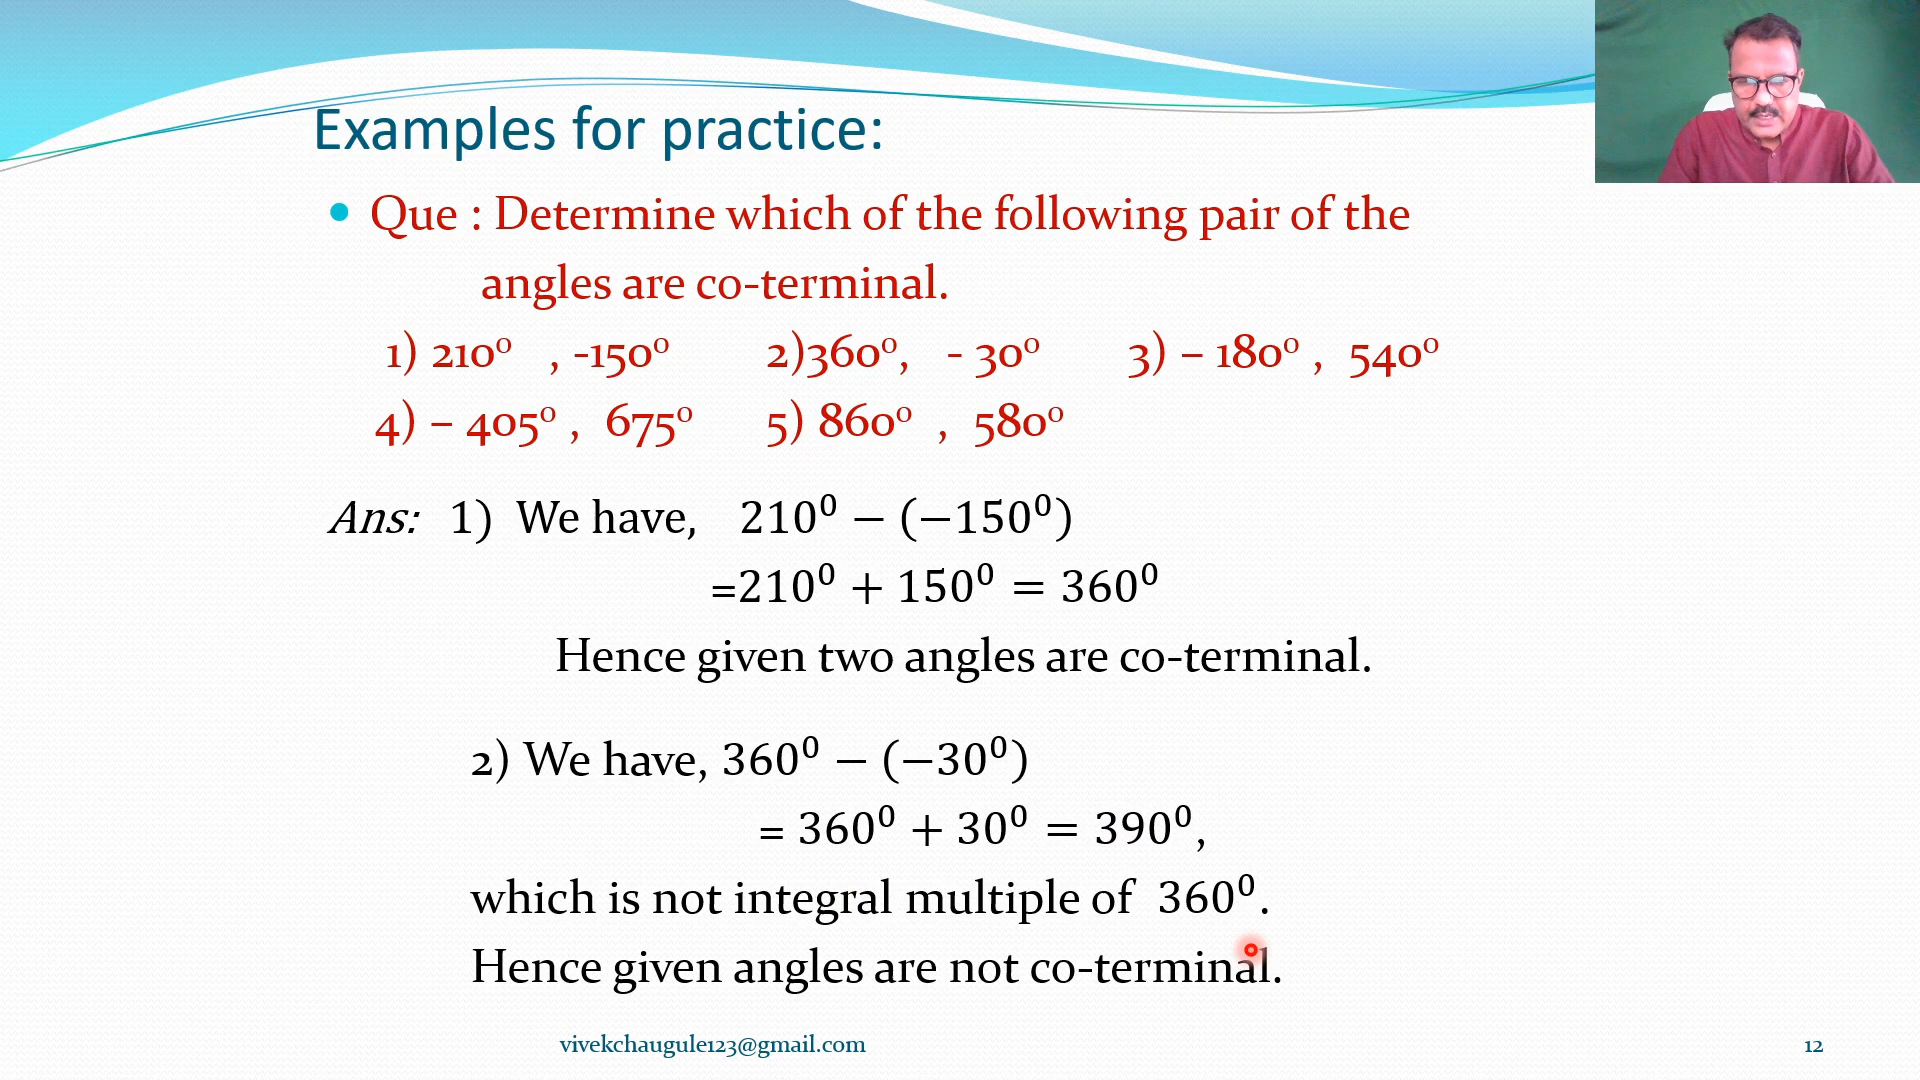 Examples for practice:
Que : Determine which of the following pair of the
angles are co-terminal.
1) 210⁰ , -150⁰ 2)360⁰, - 30⁰ 3) – 180⁰ , 540⁰
4) – 405⁰ , 675⁰ 5) 860⁰ , 580⁰
Ans: 1) We have, 210⁰ − (−150⁰)
=210⁰ + 150⁰ = 360⁰
Hence given two angles are co-terminal.
2) We have, 360⁰ − (−30⁰)
= 360⁰ + 30⁰ = 390⁰,
which is not integral multiple of 360⁰.
Hence given angles are not co-terminal.
vivekchaugule123@gmail.com 12